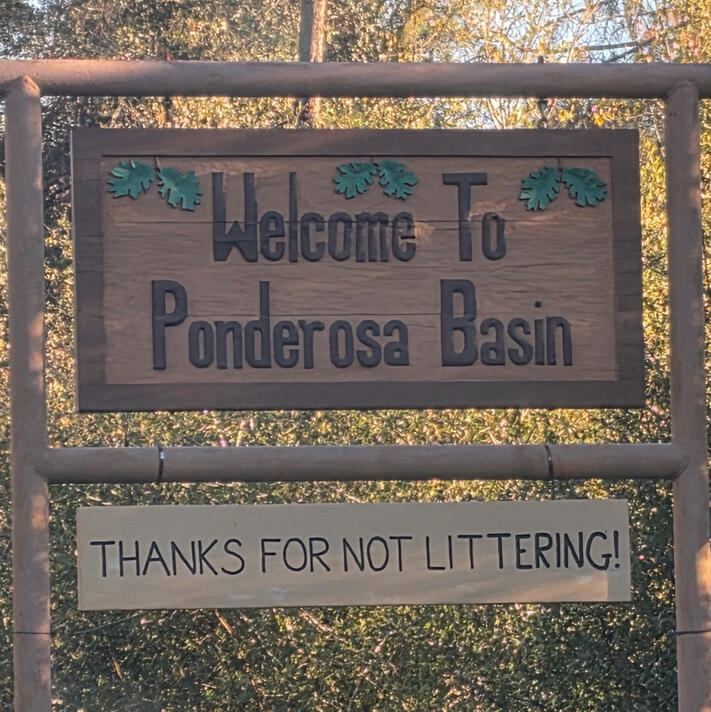 Welcome To
Ponderosa Basin
THANKS FOR NOT LITTERING!